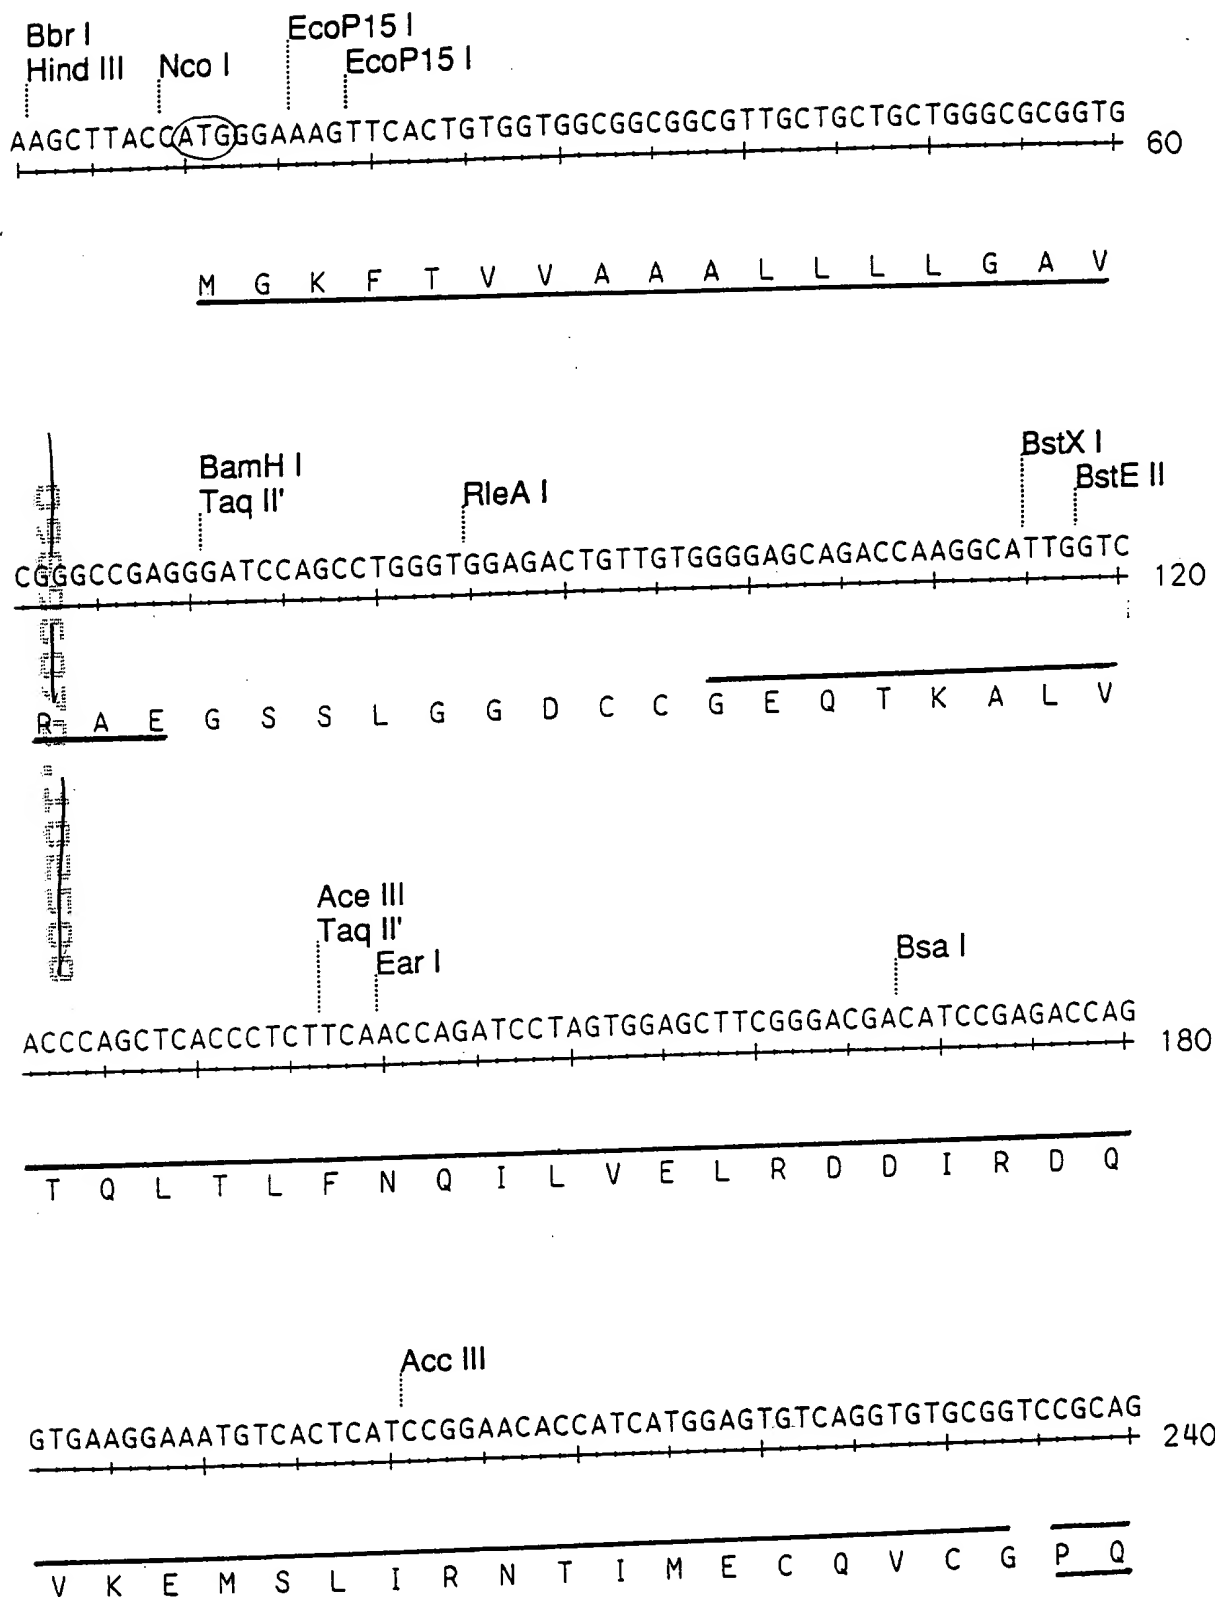 Bbr I
EcoP15 I
Hind III Nco I EcoP15 I
AAGCTTACCATGGGAAAGTTCACTGTGGTGGCGGCGGCGTTGCTGCTGCTGGGCGCGGTG 60
M G K F T V V A A A L L L L G A V
BamH I BstX I
Taq II' RleA I BstE II
CGGGCCGAGGGATCCAGCCTGGGTGGAGACTGTTGTGGGGAGCAGACCAAGGCATTGGTC 120
R A E G S S L G G D C C G E Q T K A L V
Ace III
Taq II'
Ear I Bsa I
ACCCAGCTCACCCTCTTCAACCAGATCCTAGTGGAGCTTCGGGACGACATCCGAGACCAG 180
T Q L T L F N Q I L V E L R D D I R D Q
Acc III
GTGAAGGAAATGTCACTCATCCGGAACACCATCATGGAGTGTCAGGTGTGCGGTCCGCAG 240
V K E M S L I R N T I M E C Q V C G P Q